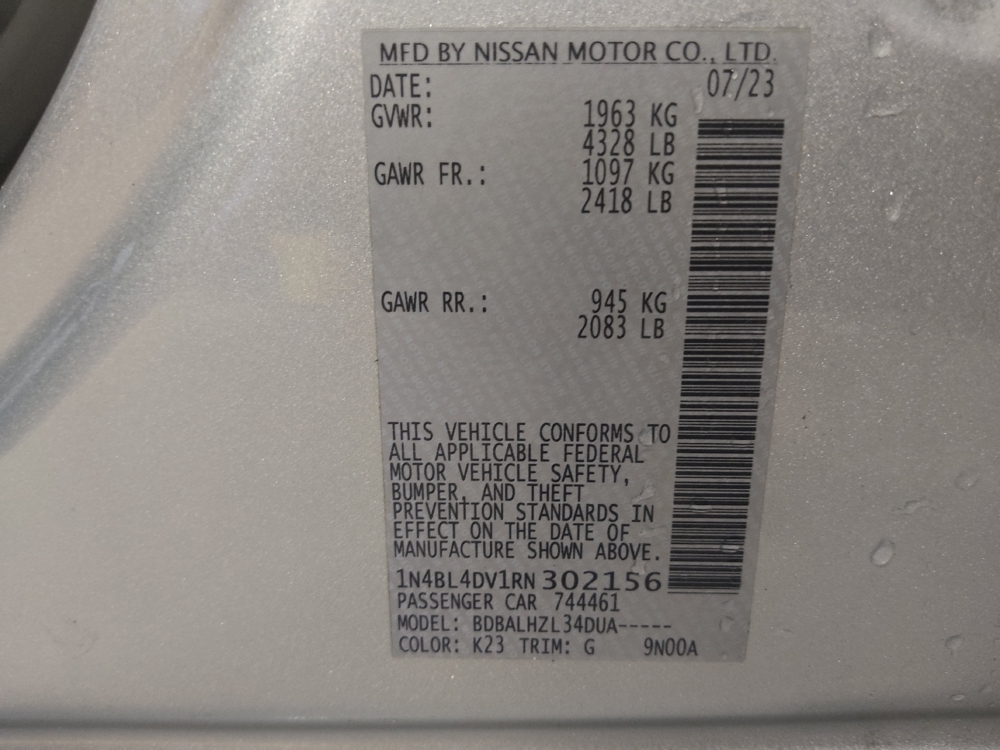 MFD BY NISSAN MOTOR CO., LTD.
DATE: 07/23
GVWR: 1963 KG
4328 LB
GAWR FR.: 1097 KG
2418 LB
GAWR RR.: 945 KG
2083 LB
THIS VEHICLE CONFORMS TO
ALL APPLICABLE FEDERAL
MOTOR VEHICLE SAFETY,
BUMPER, AND THEFT
PREVENTION STANDARDS IN
EFFECT ON THE DATE OF
MANUFACTURE SHOWN ABOVE.
1N4BL4DV1RN302156
PASSENGER CAR 744461
MODEL: BDBALHZL34DUA-----
COLOR: K23 TRIM: G 9N00A